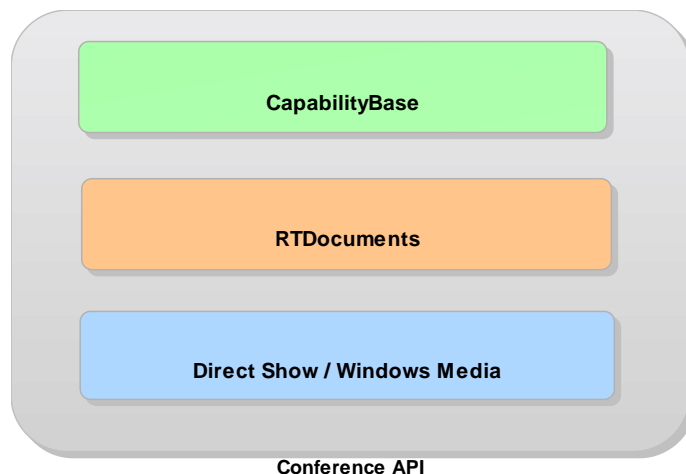 CapabilityBase
RTDocuments
Direct Show / Windows Media
Conference API